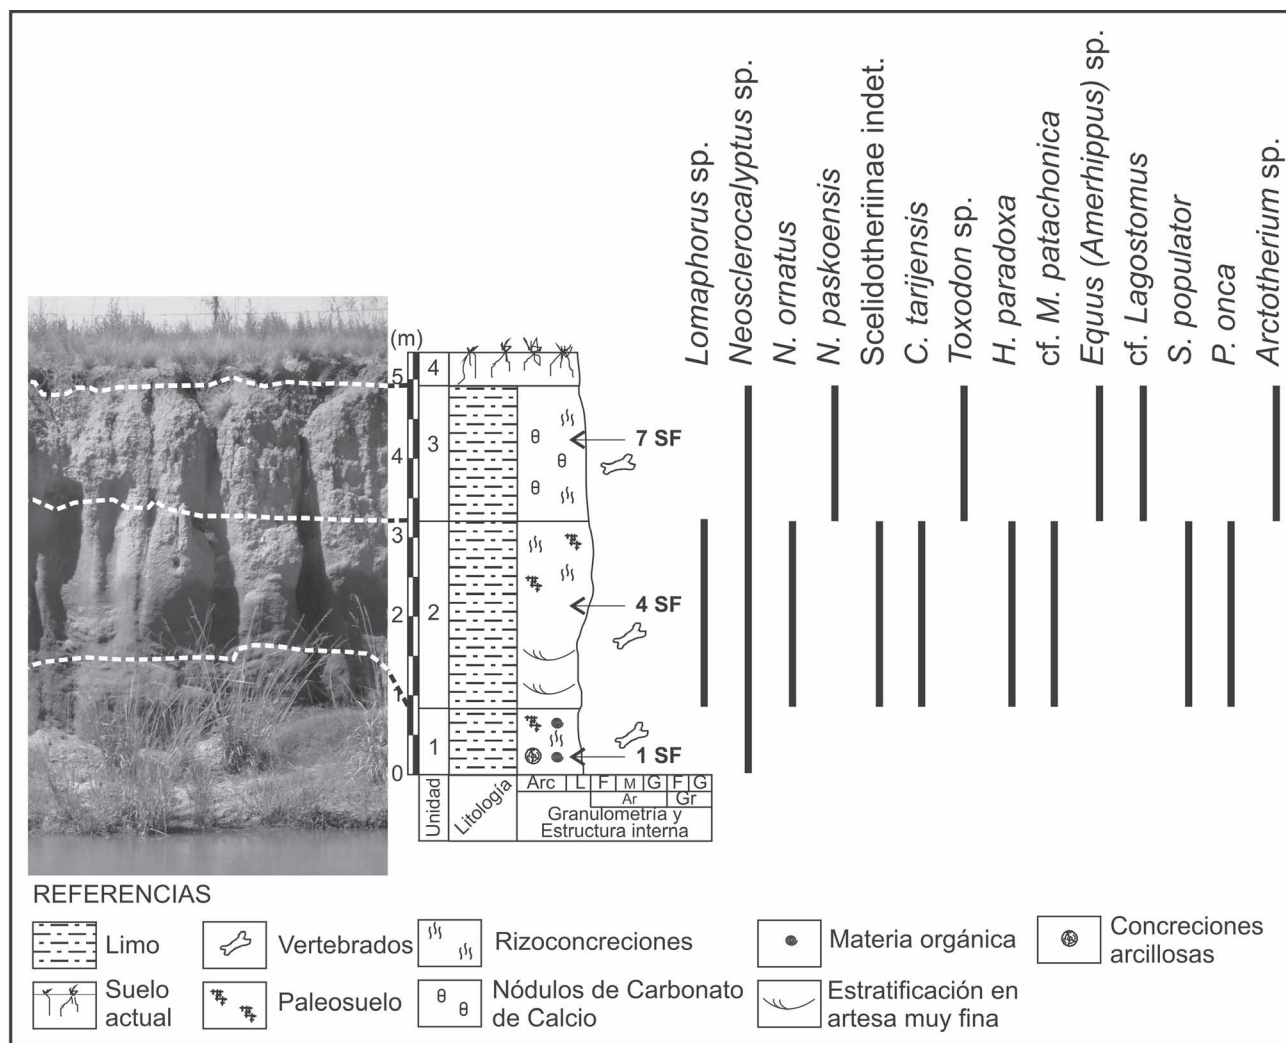 Lomaphorus sp.
Neosclerocalyptus sp.
N. ornatus
N. paskoensis
Scelidotheriinae indet.
C. tarijensis
Toxodon sp.
H. paradoxa
cf. M. patachonica
Equus (Amerhippus) sp.
cf. Lagostomus
S. populator
P. onca
Arctotherium sp.
(m)
5
4
3
2
1
0
4
3
2
1
7 SF
4 SF
1 SF
Unidad
Litología
Arc L F M G F G
Ar Gr
Granulometría y
Estructura interna
REFERENCIAS
Limo
Vertebrados
Rizoconcreciones
Materia orgánica
Concreciones
arcillosas
Suelo
actual
Paleosuelo
Nódulos de Carbonato
de Calcio
Estratificación en
artesa muy fina